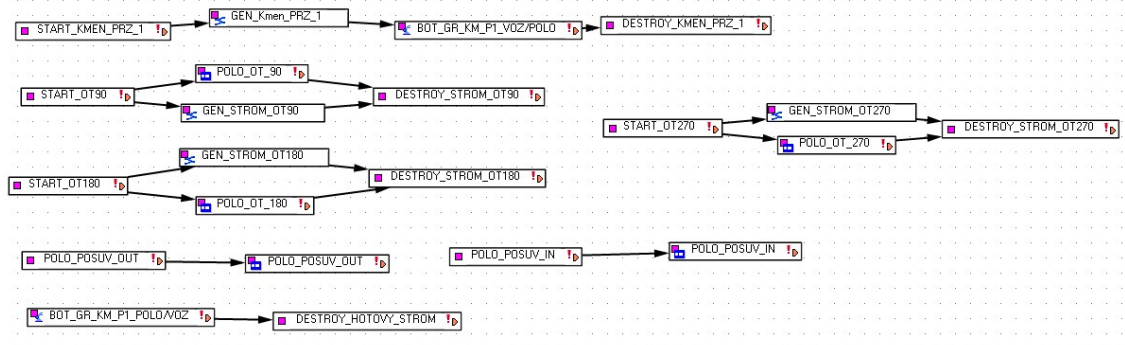 START_KMEN_PRZ_1
GEN_Kmen_PRZ_1
BOT_GR_KM_P1_VOZ/POLO
DESTROY_KMEN_PRZ_1
START_OT90
POLO_OT_90
GEN_STROM_OT90
DESTROY_STROM_OT90
START_OT270
GEN_STROM_OT270
POLO_OT_270
DESTROY_STROM_OT270
START_OT180
GEN_STROM_OT180
POLO_OT_180
DESTROY_STROM_OT180
POLO_POSUV_OUT
POLO_POSUV_OUT
POLO_POSUV_IN
POLO_POSUV_IN
BOT_GR_KM_P1_POLO/VOZ
DESTROY_HOTOVY_STROM